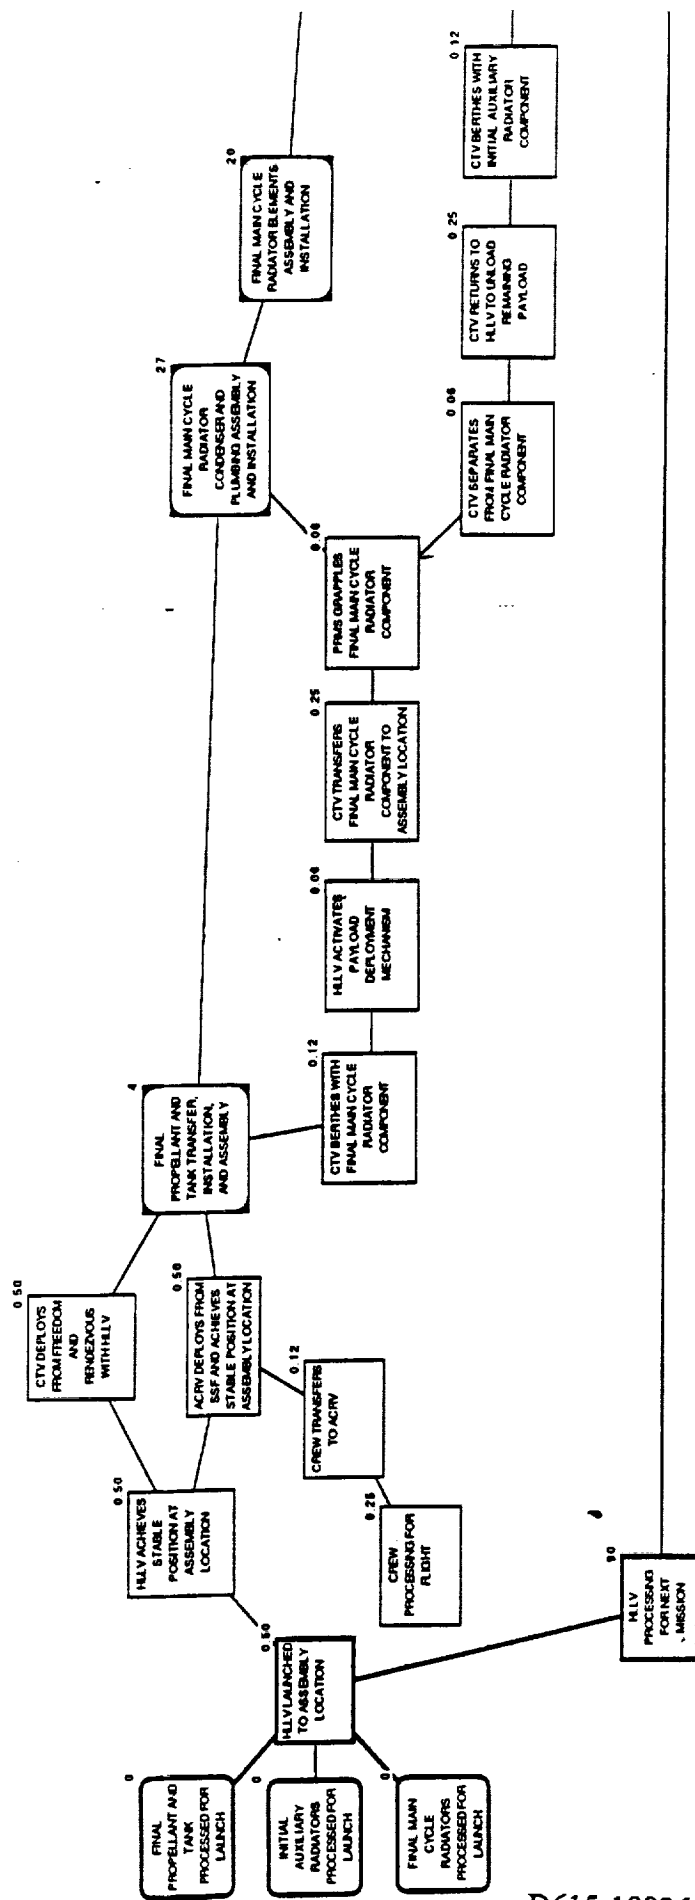 0
FINAL
PROPELLANT AND
TANK
PROCESSED FOR
LAUNCH
0
INITIAL
AUXILIARY
RADIATORS
PROCESSED FOR
LAUNCH
0
FINAL MAIN
CYCLE
RADIATORS
PROCESSED FOR
LAUNCH
0.50
HLLV LAUNCHED
TO ASSEMBLY
LOCATION
90
HLLV
PROCESSING
FOR NEXT
MISSION
0.50
HLLV ACHIEVES
STABLE
POSITION AT
ASSEMBLY
LOCATION
0.25
CREW
PROCESSING FOR
FLIGHT
0.12
CREW TRANSFERS
TO ACRV
0.50
CTV DEPLOYS
FROM FREEDOM
AND
RENDEZVOUS
WITH HLLV
0.50
ACRV DEPLOYS FROM
SSF AND ACHIEVES
STABLE POSITION AT
ASSEMBLY LOCATION
4
FINAL
PROPELLANT AND
TANK TRANSFER,
INSTALLATION,
AND ASSEMBLY
0.12
CTV BERTHES WITH
FINAL MAIN CYCLE
RADIATOR
COMPONENT
0.06
HLLV ACTIVATES
PAYLOAD
DEPLOYMENT
MECHANISM
0.25
CTV TRANSFERS
FINAL MAIN CYCLE
RADIATOR
COMPONENT TO
ASSEMBLY LOCATION
0.06
PRMS GRAPPLES
FINAL MAIN CYCLE
RADIATOR
COMPONENT
27
FINAL MAIN CYCLE
RADIATOR
CONDENSER AND
PLUMBING ASSEMBLY
AND INSTALLATION
20
FINAL MAIN CYCLE
RADIATOR ELEMENTS
ASSEMBLY AND
INSTALLATION
0.06
CTV SEPARATES
FROM FINAL MAIN
CYCLE RADIATOR
COMPONENT
0.25
CTV RETURNS TO
HLLV TO UNLOAD
REMAINING
PAYLOAD
0.12
CTV BERTHES WITH
INITIAL AUXILIARY
RADIATOR
COMPONENT